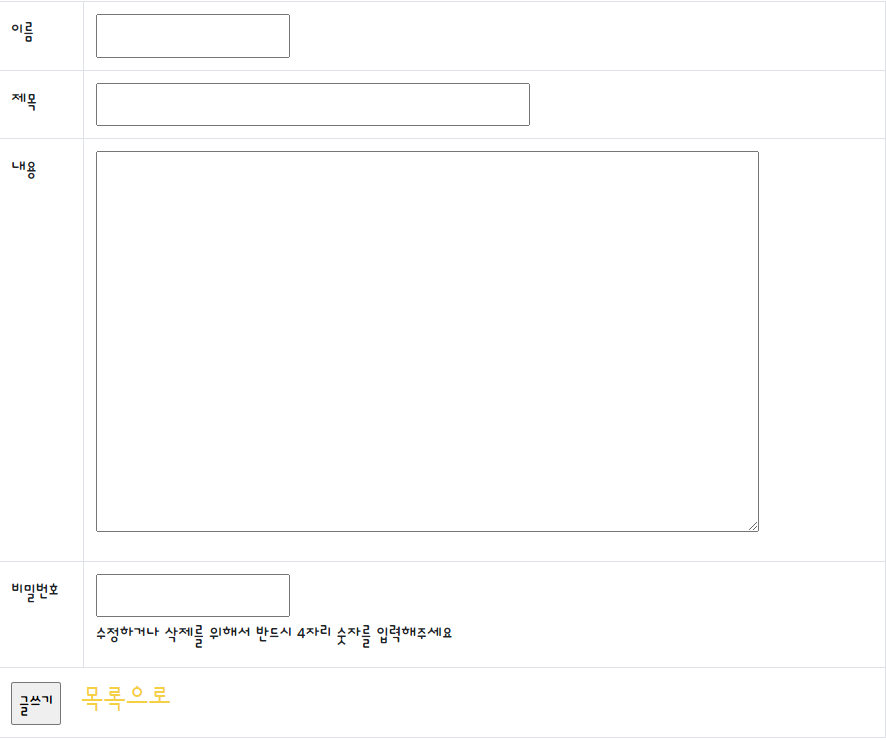 이름
제목
내용
비밀번호
수정하거나 삭제를 위해서 반드시 4자리 숫자를 입력해주세요
글쓰기 목록으로